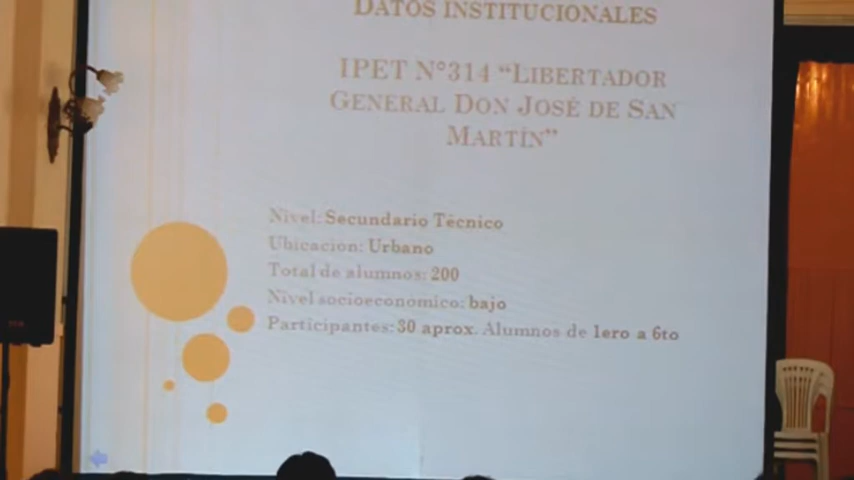 DATOS INSTITUCIONALES
IPET N°314 “LIBERTADOR
GENERAL DON JOSÉ DE SAN
MARTÍN”
Nivel: Secundario Técnico
Ubicación: Urbano
Total de alumnos: 200
Nivel socioeconómico: bajo
Participantes: 30 aprox. Alumnos de 1ero a 6to